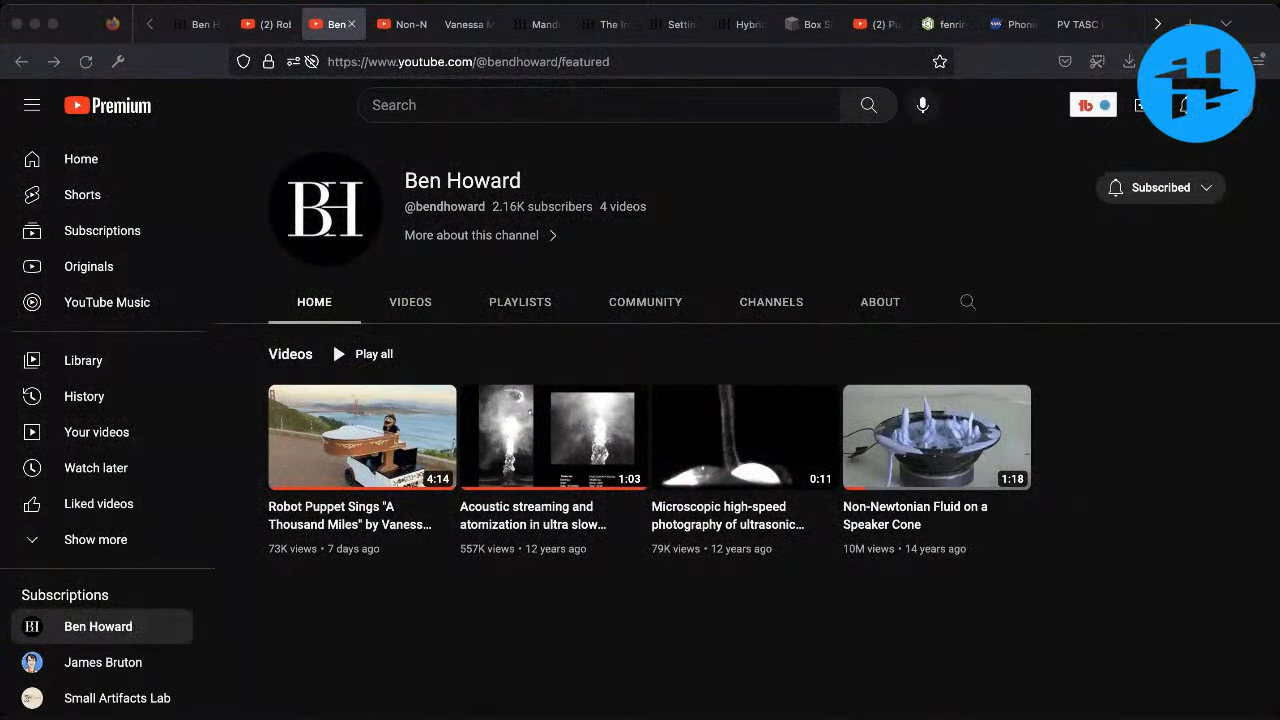 Ben H
(2) Rol
Ben
Non-N
Vanessa M
Mand
The In
Settin
Hybric
Box S
(2) Pu
fenrin
Phone
PV TASC
https://www.youtube.com/@bendhoward/featured
Premium
Search
tb
Home
Shorts
Subscriptions
Originals
YouTube Music
Library
History
Your videos
Watch later
Liked videos
Show more
Subscriptions
Ben Howard
James Bruton
Small Artifacts Lab
BH
Ben Howard
@bendhoward 2.16K subscribers 4 videos
More about this channel
Subscribed
HOME
VIDEOS
PLAYLISTS
COMMUNITY
CHANNELS
ABOUT
Videos
Play all
4:14
Robot Puppet Sings "A
Thousand Miles" by Vaness...
73K views • 7 days ago
1:03
Acoustic streaming and
atomization in ultra slow...
557K views • 12 years ago
0:11
Microscopic high-speed
photography of ultrasonic...
79K views • 12 years ago
1:18
Non-Newtonian Fluid on a
Speaker Cone
10M views • 14 years ago